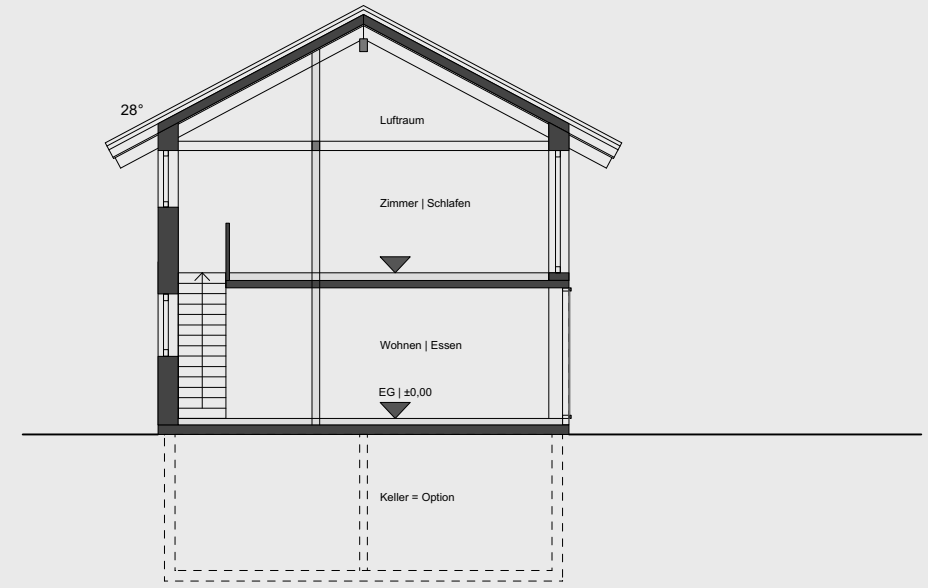 28°
Luftraum
Zimmer | Schlafen
Wohnen | Essen
EG | ±0,00
Keller = Option